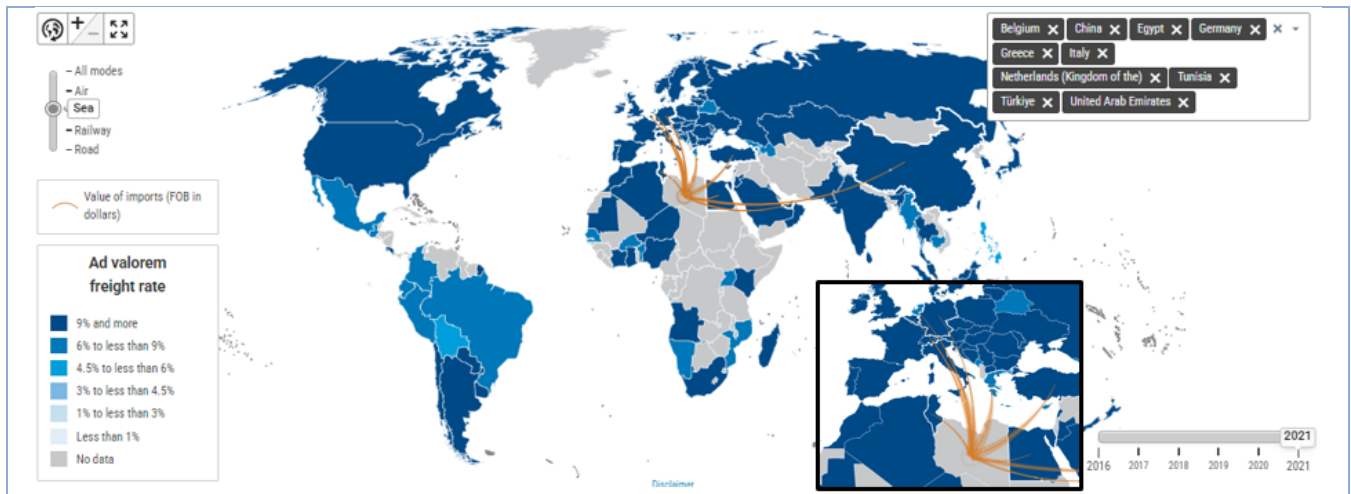 +
–
– All modes
– Air
Sea
– Railway
– Road
Value of imports (FOB in
dollars)
Ad valorem
freight rate
9% and more
6% to less than 9%
4.5% to less than 6%
3% to less than 4.5%
1% to less than 3%
Less than 1%
No data
Belgium ✕ China ✕ Egypt ✕ Germany ✕ ✕
Greece ✕ Italy ✕
Netherlands (Kingdom of the) ✕ Tunisia ✕
Türkiye ✕ United Arab Emirates ✕
2021
2016 2017 2018 2019 2020 2021
Disclaimer